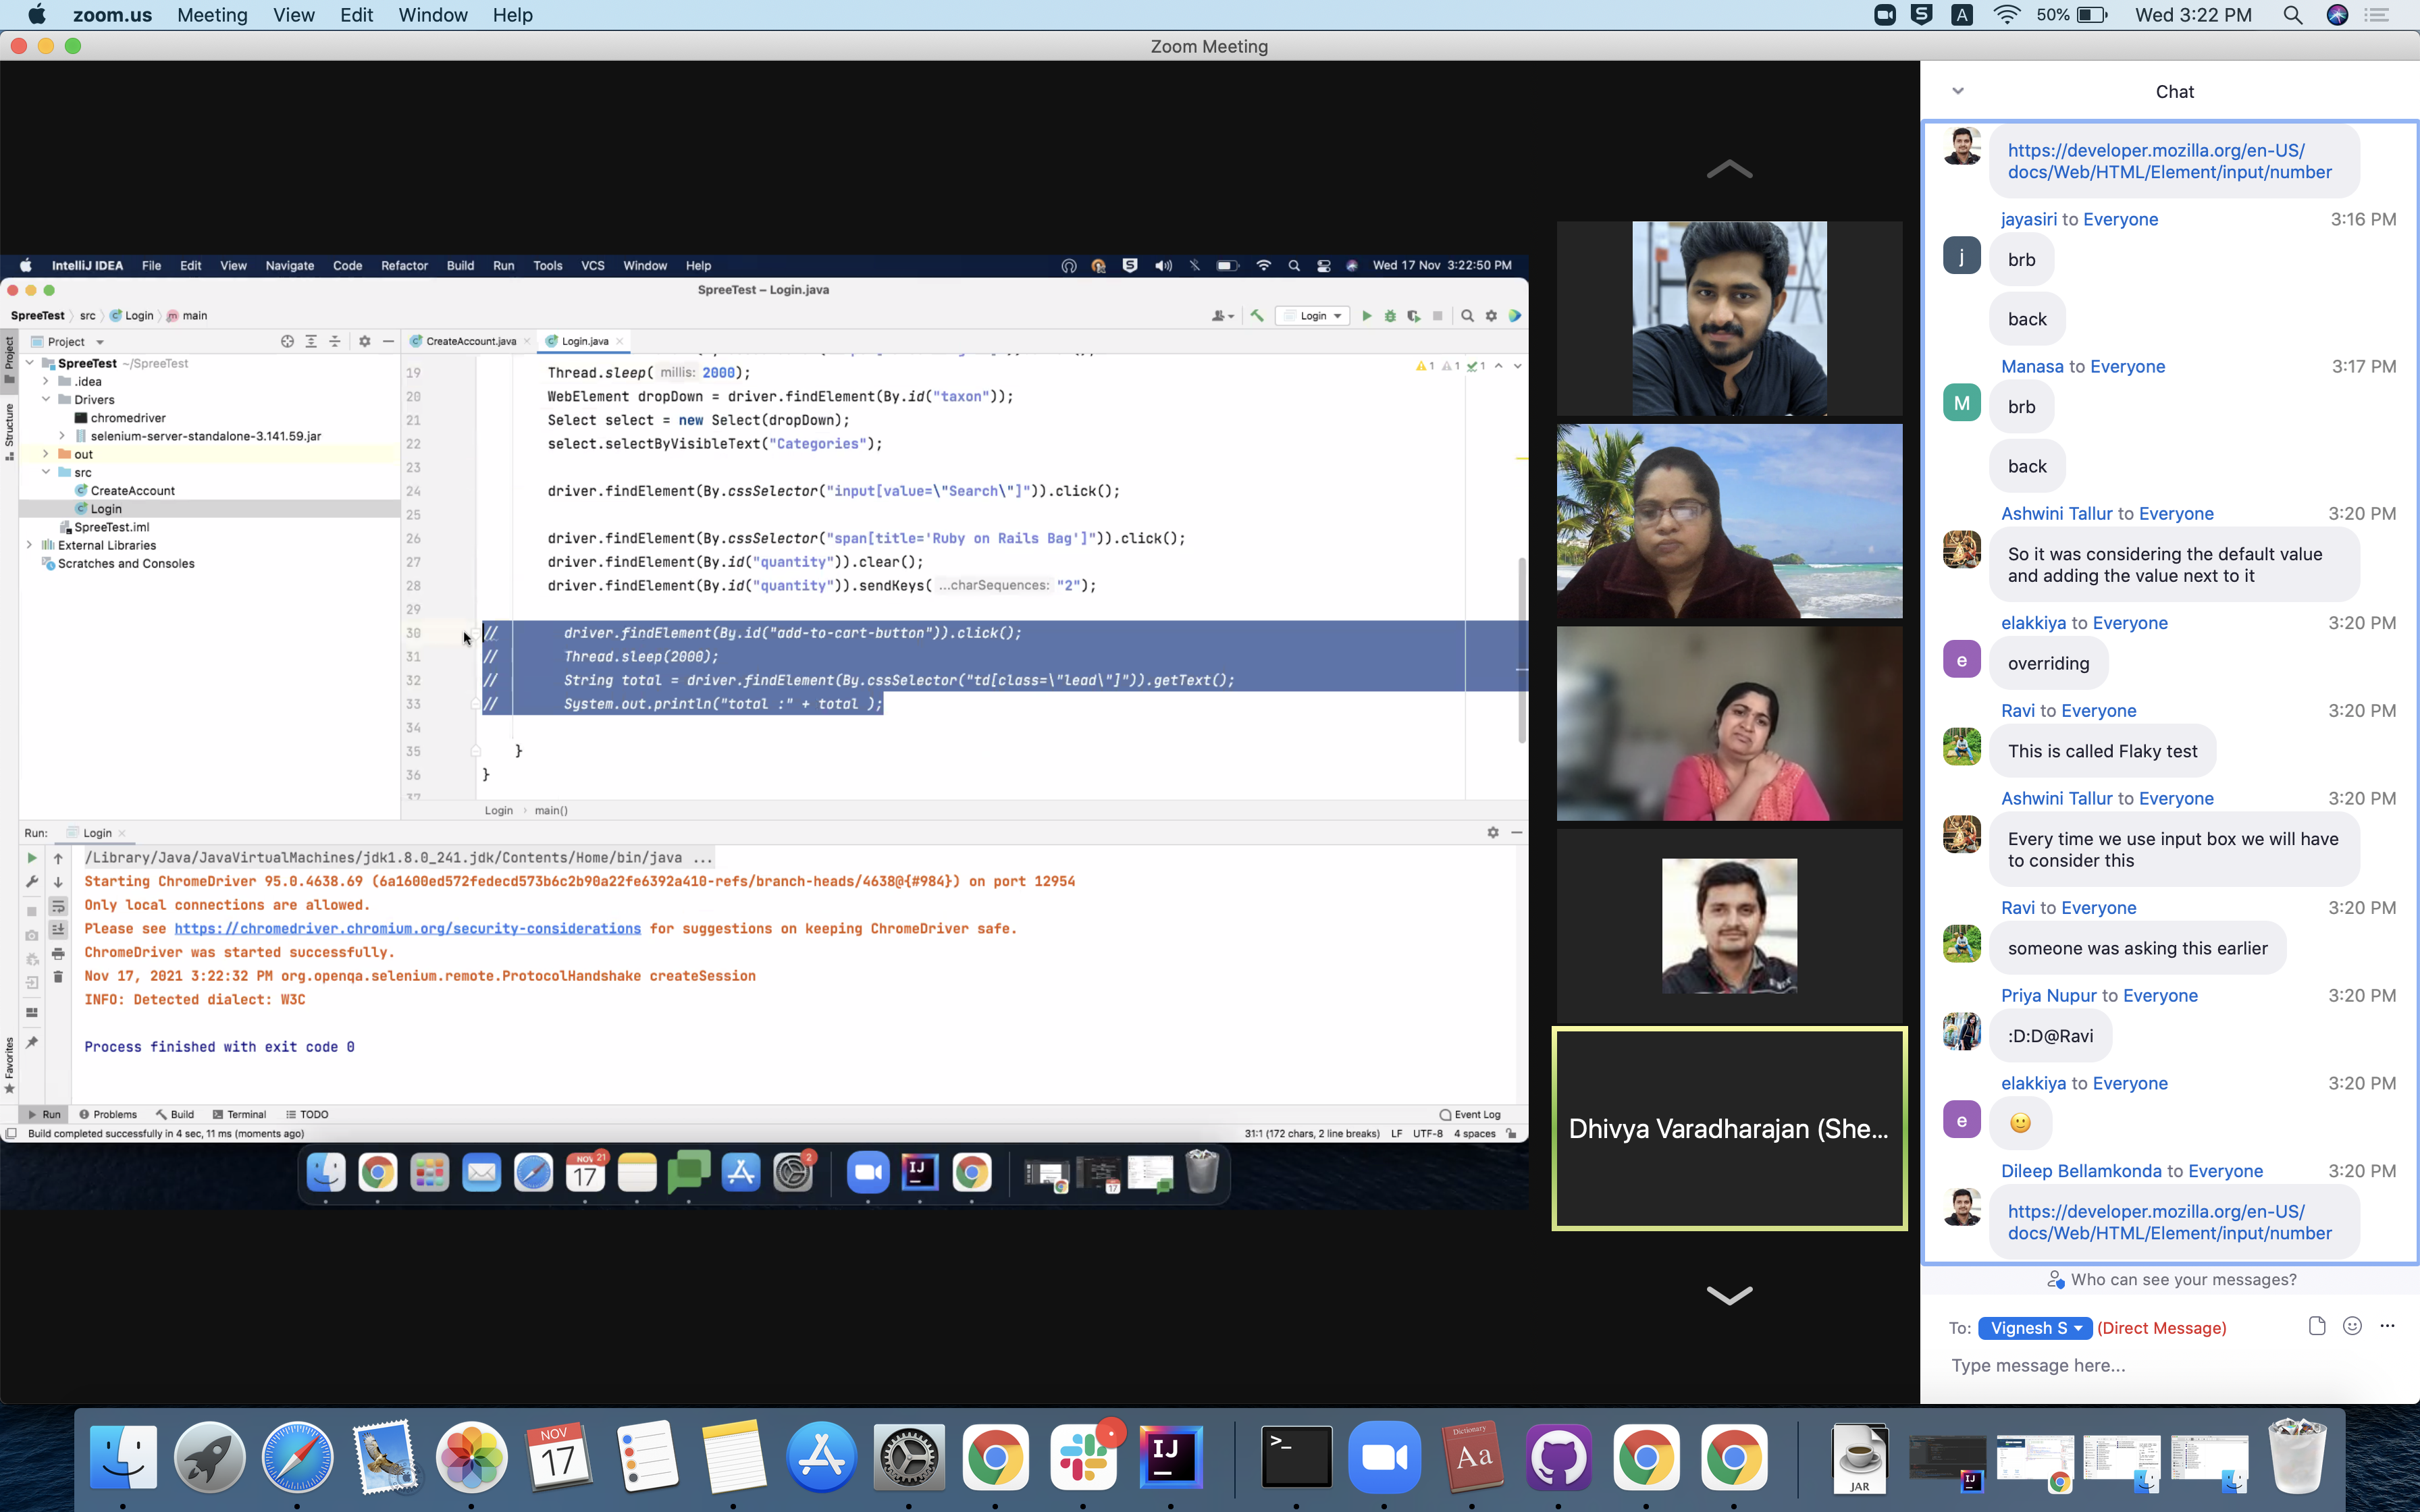 zoom.us Meeting View Edit Window Help
50% Wed 3:22 PM
Zoom Meeting
IntelliJ IDEA File Edit View Navigate Code Refactor Build Run Tools VCS Window Help
Wed 17 Nov 3:22:50 PM
SpreeTest – Login.java
SpreeTest src Login main
Login
Project
Structure
Favorites
Project
SpreeTest ~/SpreeTest
.idea
Drivers
chromedriver
selenium-server-standalone-3.141.59.jar
out
src
CreateAccount
Login
SpreeTest.iml
External Libraries
Scratches and Consoles
CreateAccount.java Login.java
1 1 1
19 Thread.sleep( millis: 2000);
20 WebElement dropDown = driver.findElement(By.id("taxon"));
21 Select select = new Select(dropDown);
22 select.selectByVisibleText("Categories");
23
24 driver.findElement(By.cssSelector("input[value=\"Search\"]")).click();
25
26 driver.findElement(By.cssSelector("span[title='Ruby on Rails Bag']")).click();
27 driver.findElement(By.id("quantity")).clear();
28 driver.findElement(By.id("quantity")).sendKeys( ...charSequences: "2");
29
30 // driver.findElement(By.id("add-to-cart-button")).click();
31 // Thread.sleep(2000);
32 // String total = driver.findElement(By.cssSelector("td[class=\"lead\"]")).getText();
33 // System.out.println("total :" + total );
34
35 }
36 }
37
Login main()
Run: Login
/Library/Java/JavaVirtualMachines/jdk1.8.0_241.jdk/Contents/Home/bin/java ...
Starting ChromeDriver 95.0.4638.69 (6a1600ed572fedecd573b6c2b90a22fe6392a410-refs/branch-heads/4638@{#984}) on port 12954
Only local connections are allowed.
Please see https://chromedriver.chromium.org/security-considerations for suggestions on keeping ChromeDriver safe.
ChromeDriver was started successfully.
Nov 17, 2021 3:22:32 PM org.openqa.selenium.remote.ProtocolHandshake createSession
INFO: Detected dialect: W3C
Process finished with exit code 0
Run Problems Build Terminal TODO
Event Log
Build completed successfully in 4 sec, 11 ms (moments ago)
31:1 (172 chars, 2 line breaks) LF UTF-8 4 spaces
NOV 21
17
2
IJ
17
Dhivya Varadharajan (She...
Chat
https://developer.mozilla.org/en-US/
docs/Web/HTML/Element/input/number
jayasiri to Everyone 3:16 PM
j
brb
back
Manasa to Everyone 3:17 PM
M
brb
back
Ashwini Tallur to Everyone 3:20 PM
So it was considering the default value
and adding the value next to it
elakkiya to Everyone 3:20 PM
e
overriding
Ravi to Everyone 3:20 PM
This is called Flaky test
Ashwini Tallur to Everyone 3:20 PM
Every time we use input box we will have
to consider this
Ravi to Everyone 3:20 PM
someone was asking this earlier
Priya Nupur to Everyone 3:20 PM
:D:D@Ravi
elakkiya to Everyone 3:20 PM
e
🙂
Dileep Bellamkonda to Everyone 3:20 PM
https://developer.mozilla.org/en-US/
docs/Web/HTML/Element/input/number
Who can see your messages?
To: Vignesh S (Direct Message)
Type message here...
NOV
17
IJ
>_
Dictionary
Aa
JAR
IJ